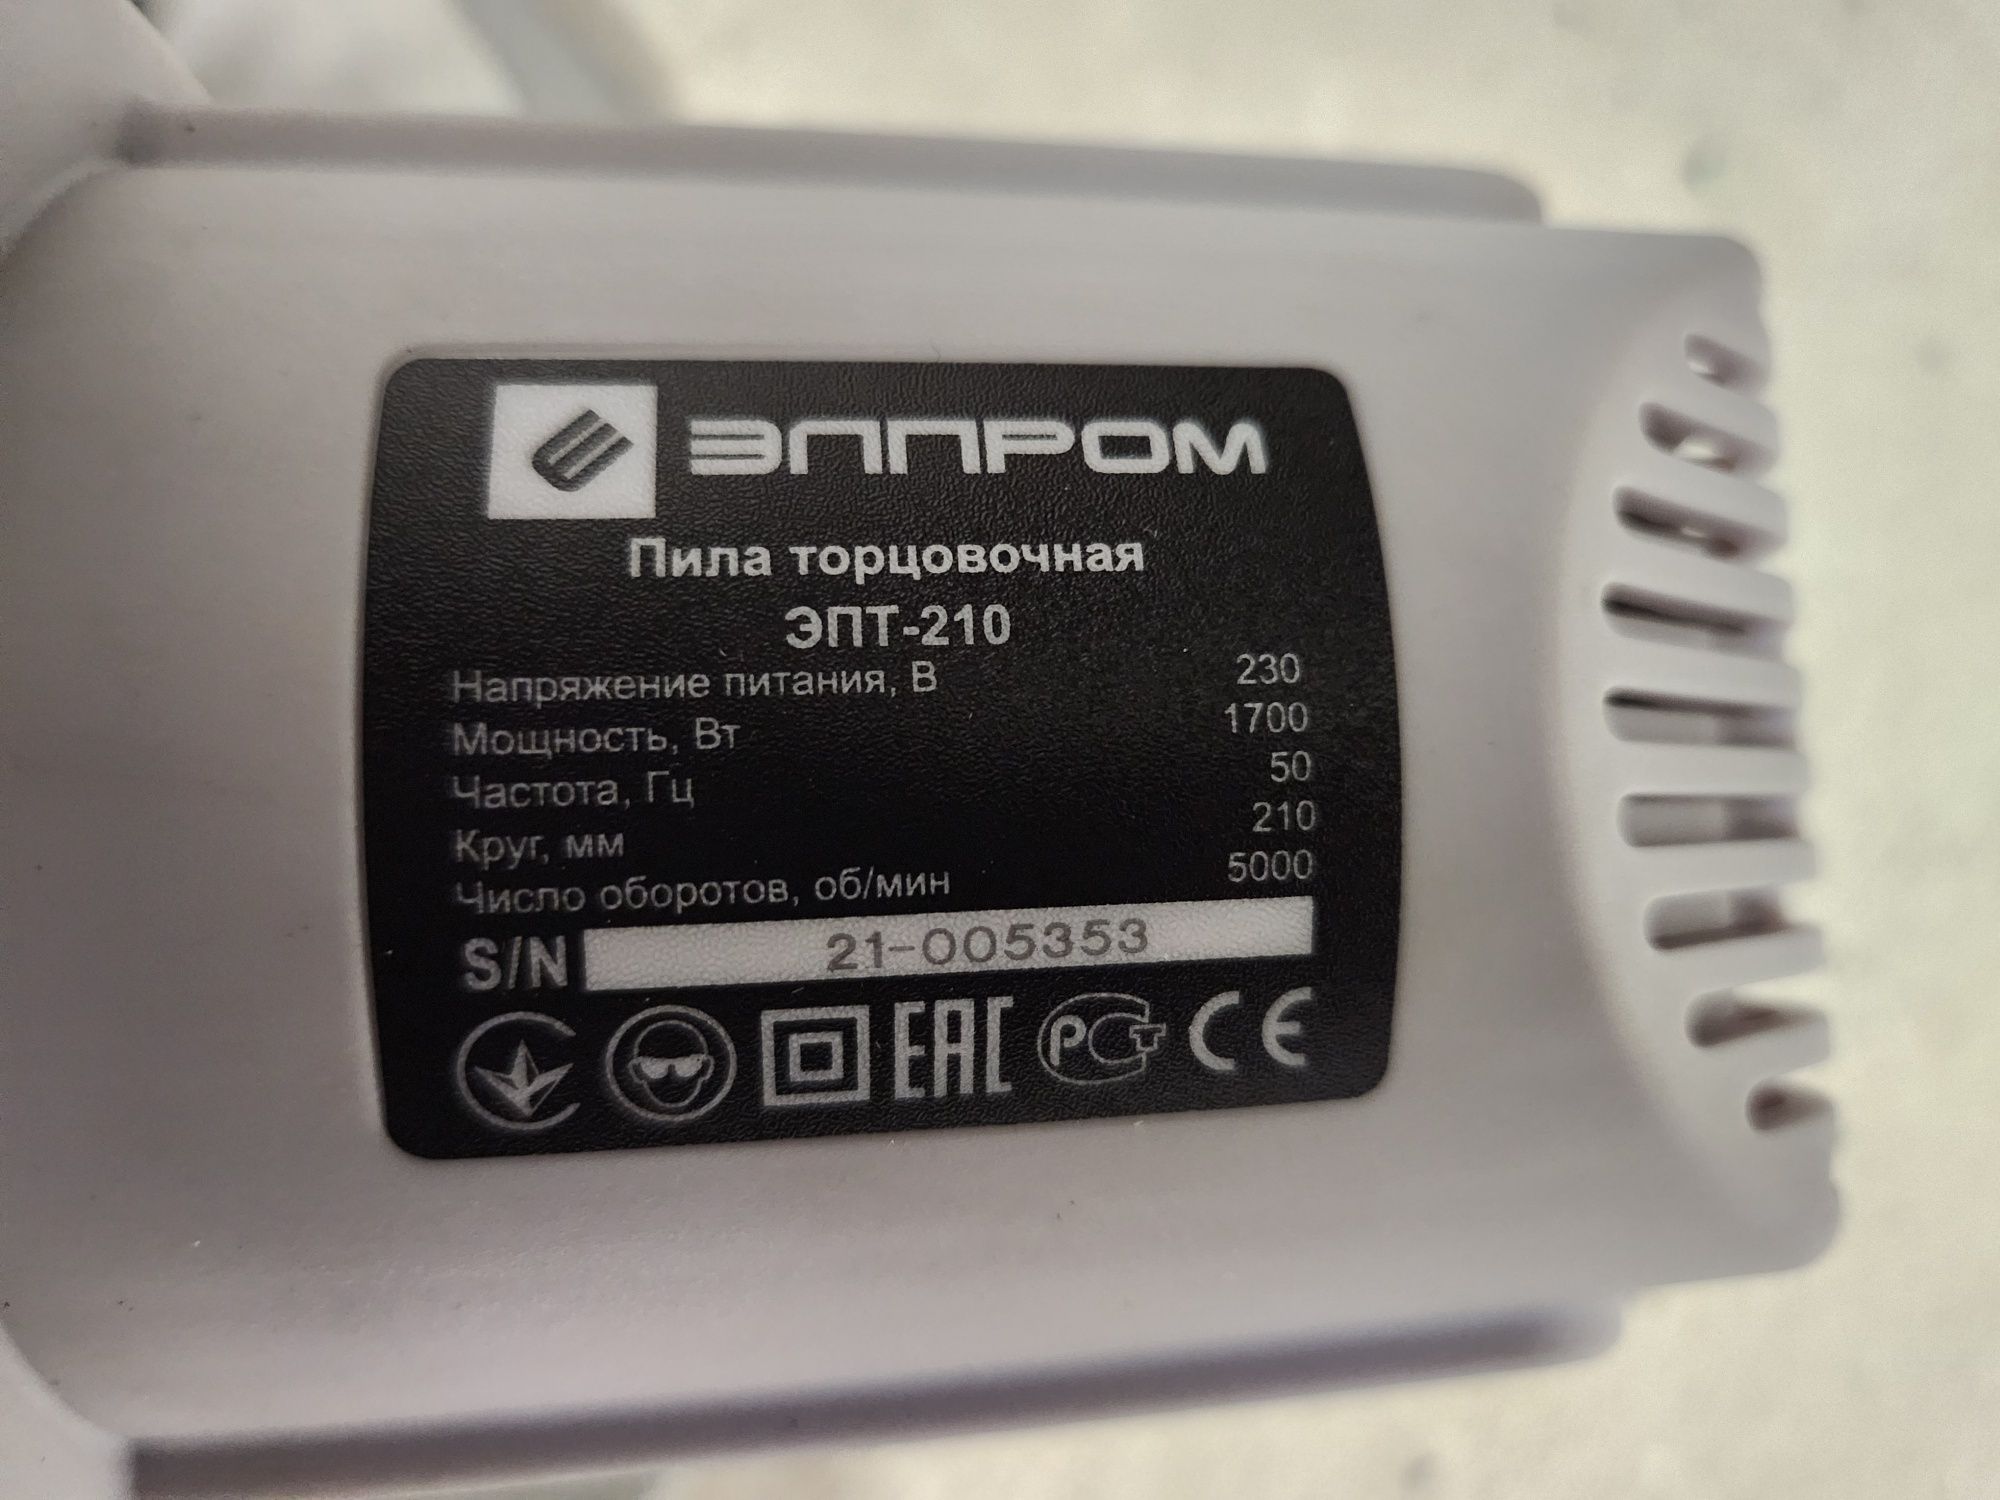 ЭЛПРОМ
Пила торцовочная
ЭПТ-210
Напряжение питания, В 230
Мощность, Вт 1700
Частота, Гц 50
Круг, мм 210
Число оборотов, об/мин 5000
S/N 21-005353
EAC РСТ CE